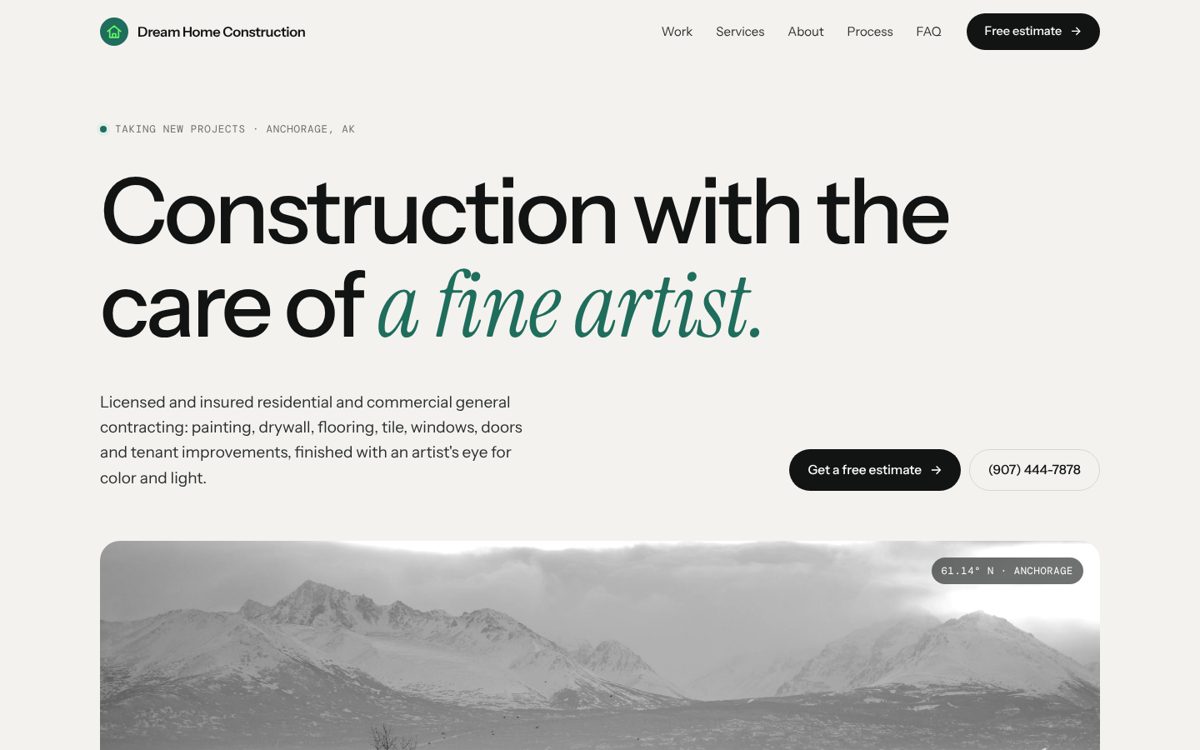 Dream Home Construction
Work
Services
About
Process
FAQ
Free estimate →
TAKING NEW PROJECTS · ANCHORAGE, AK
Construction with the
care of a fine artist.
Licensed and insured residential and commercial general
contracting: painting, drywall, flooring, tile, windows, doors
and tenant improvements, finished with an artist's eye for
color and light.
Get a free estimate →
(907) 444-7878
61.14° N · ANCHORAGE